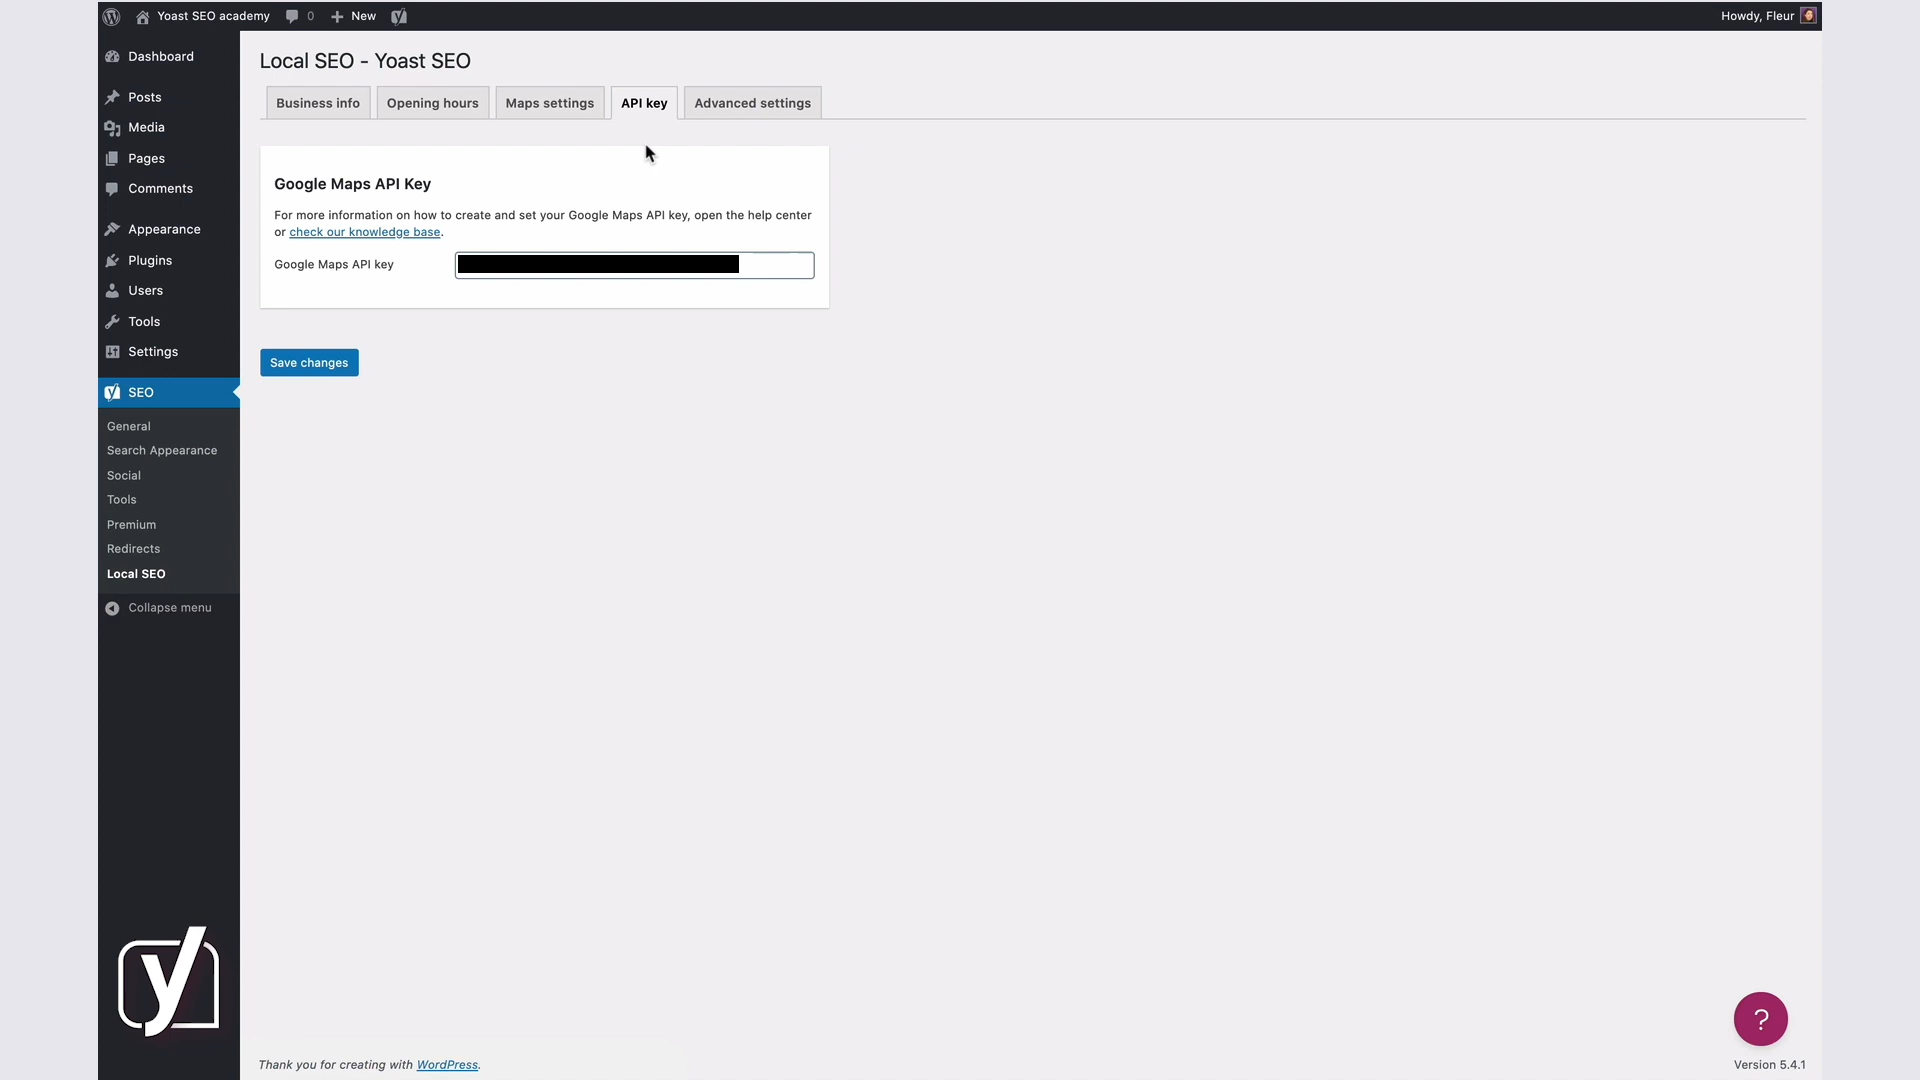 Yoast SEO academy
0
New
Howdy, Fleur
Dashboard
Posts
Media
Pages
Comments
Appearance
Plugins
Users
Tools
Settings
SEO
General
Search Appearance
Social
Tools
Premium
Redirects
Local SEO
Collapse menu
Local SEO - Yoast SEO
Business info
Opening hours
Maps settings
API key
Advanced settings
Google Maps API Key
For more information on how to create and set your Google Maps API key, open the help center
or check our knowledge base.
Google Maps API key
Save changes
y
?
Thank you for creating with WordPress.
Version 5.4.1